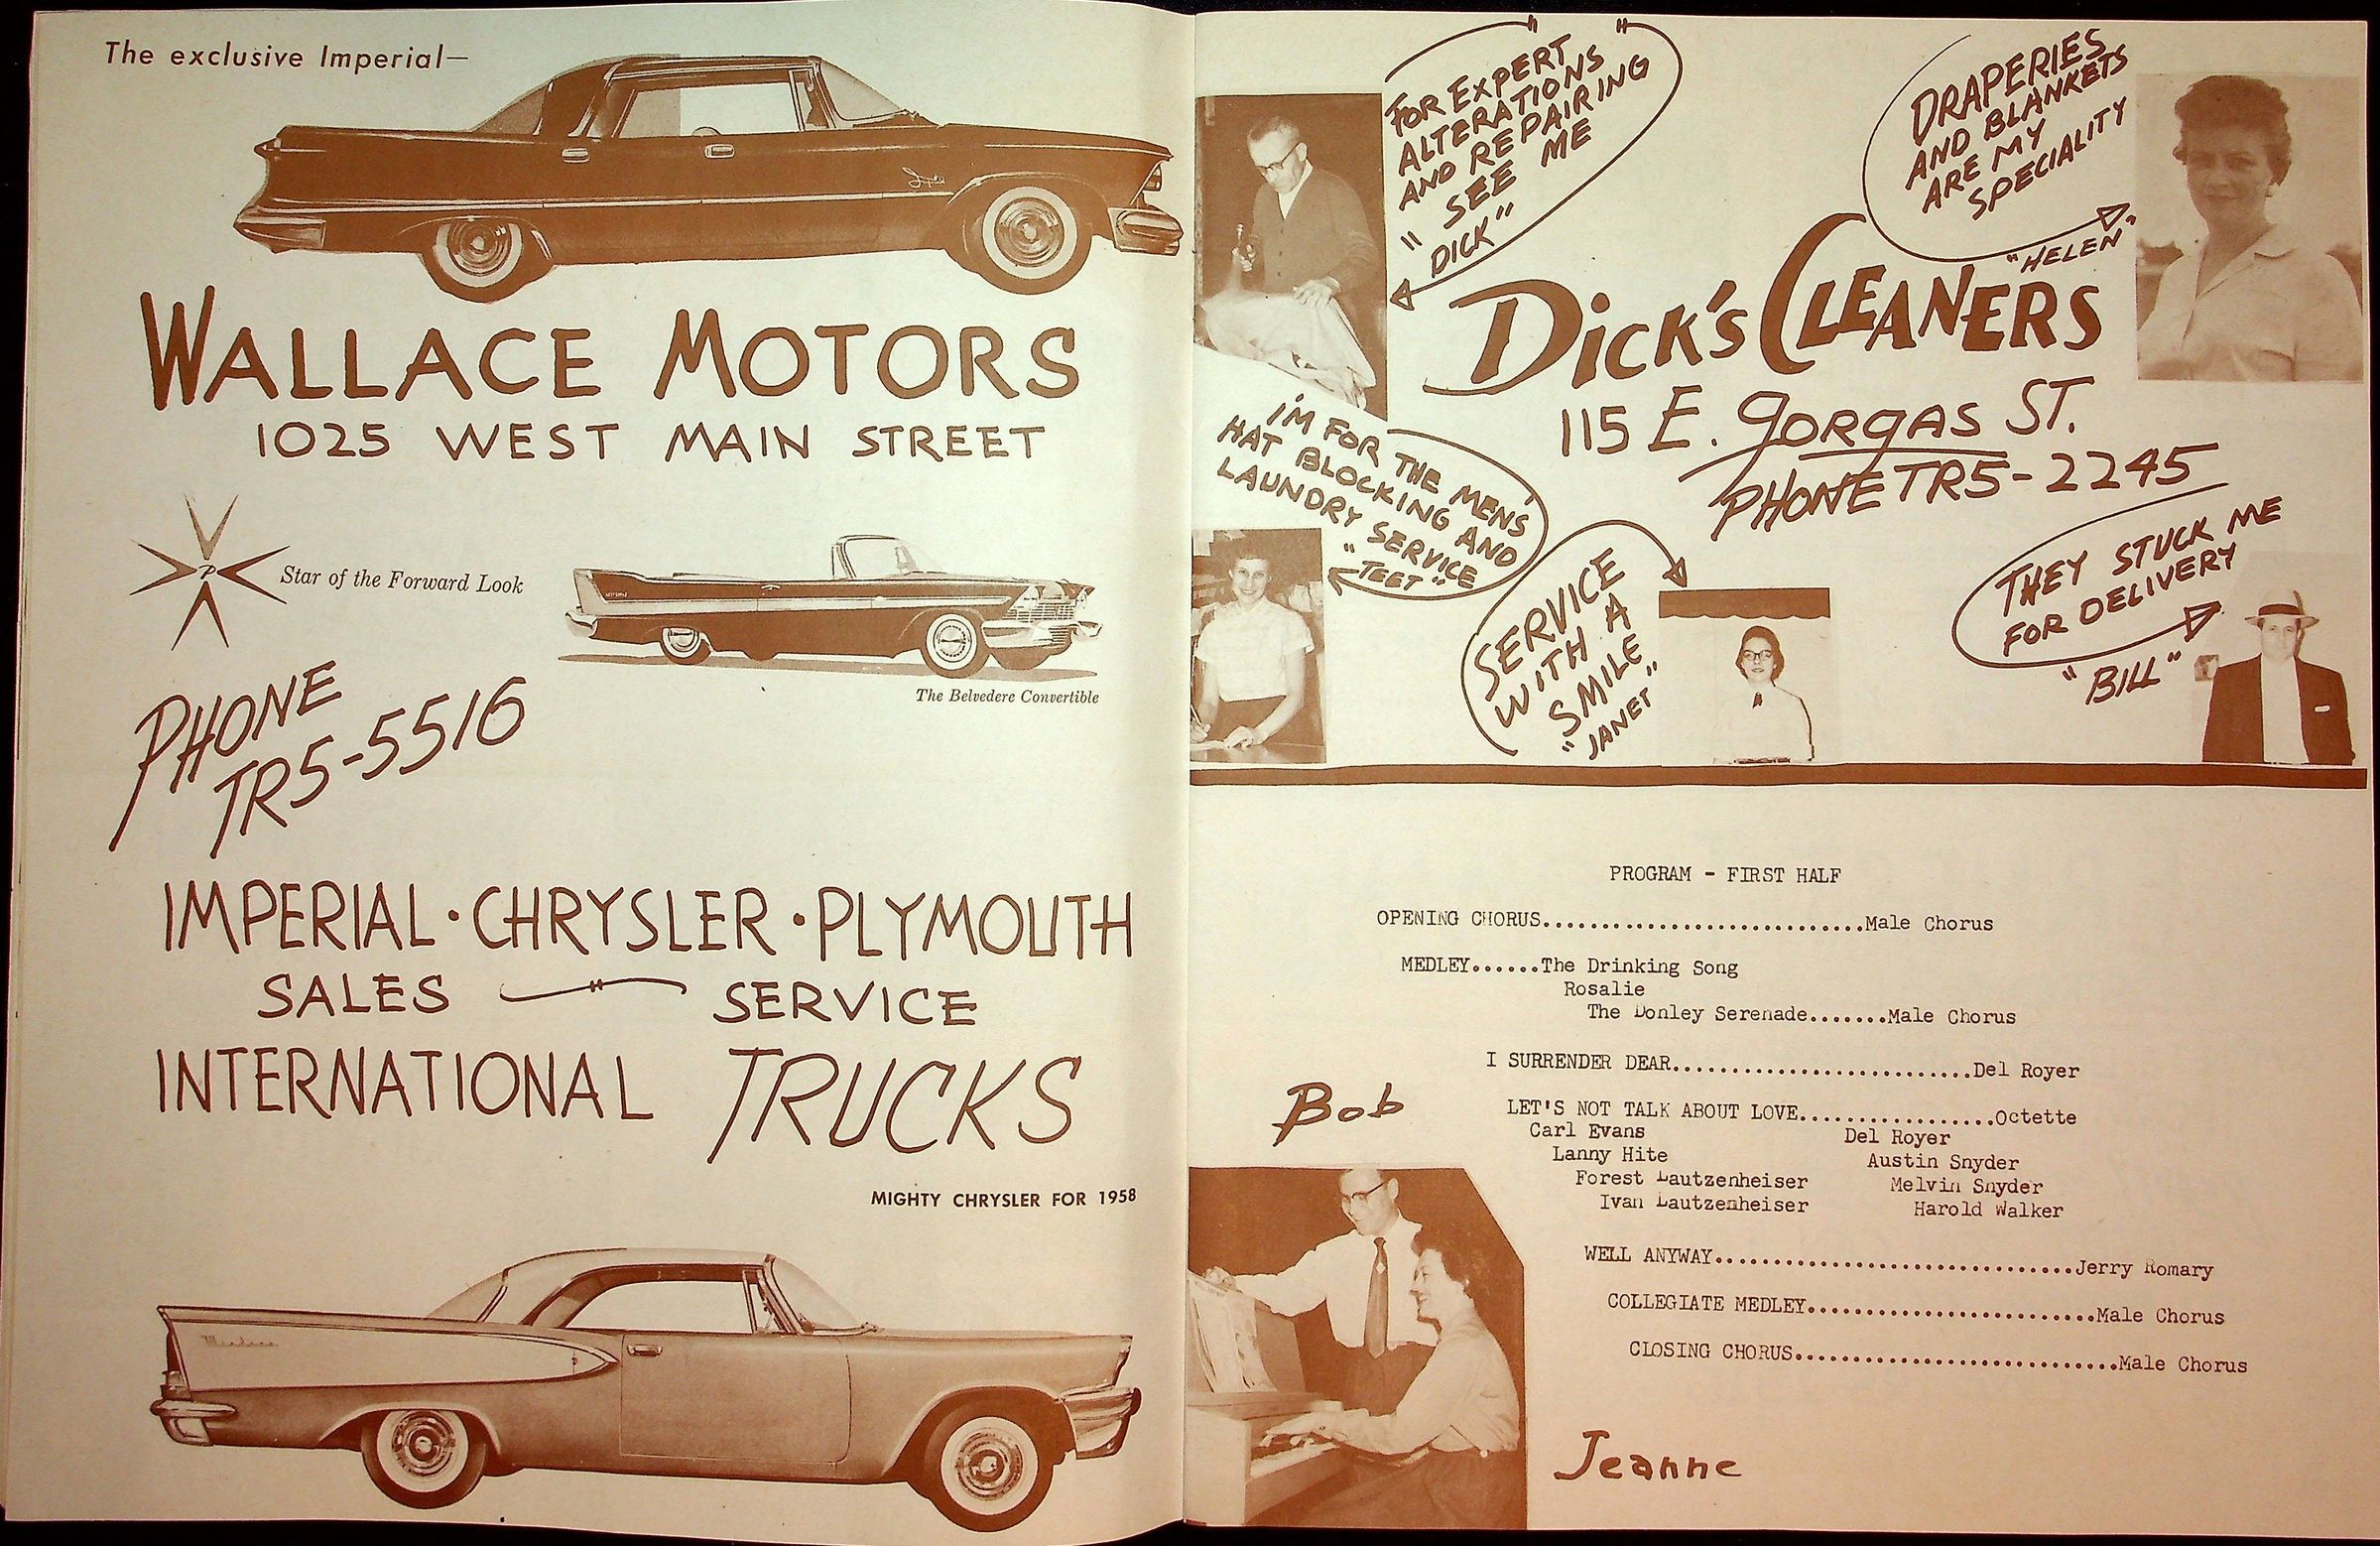 The exclusive Imperial—
WALLACE MOTORS
1025 WEST MAIN STREET
P
Star of the Forward Look
The Belvedere Convertible
PHONE
TR5-5516
IMPERIAL · CHRYSLER · PLYMOUTH
SALES SERVICE
INTERNATIONAL TRUCKS
MIGHTY CHRYSLER FOR 1958
Windsor
"FOR EXPERT
ALTERATIONS"
AND REPAIRING
SEE ME
"DICK"
DRAPERIES
AND BLANKETS
ARE MY
SPECIALITY
"HELEN"
DICK'S CLEANERS
115 E. GORGAS ST.
PHONE TR5-2245
I'M FOR THE MENS'
HAT BLOCKING AND
LAUNDRY SERVICE
"TEET"
SERVICE
WITH A
SMILE
"JANET"
THEY STUCK ME
FOR DELIVERY
"BILL"
PROGRAM - FIRST HALF
OPENING CHORUS............................Male Chorus
MEDLEY......The Drinking Song
Rosalie
The Donley Serenade.......Male Chorus
I SURRENDER DEAR..........................Del Royer
LET'S NOT TALK ABOUT LOVE.................Octette
Carl Evans Del Royer
Lanny Hite Austin Snyder
Forest Lautzenheiser Melvin Snyder
Ivan Lautzenheiser Harold Walker
WELL ANYWAY...............................Jerry Romary
COLLEGIATE MEDLEY.........................Male Chorus
CLOSING CHORUS............................Male Chorus
Bob
Jeanne